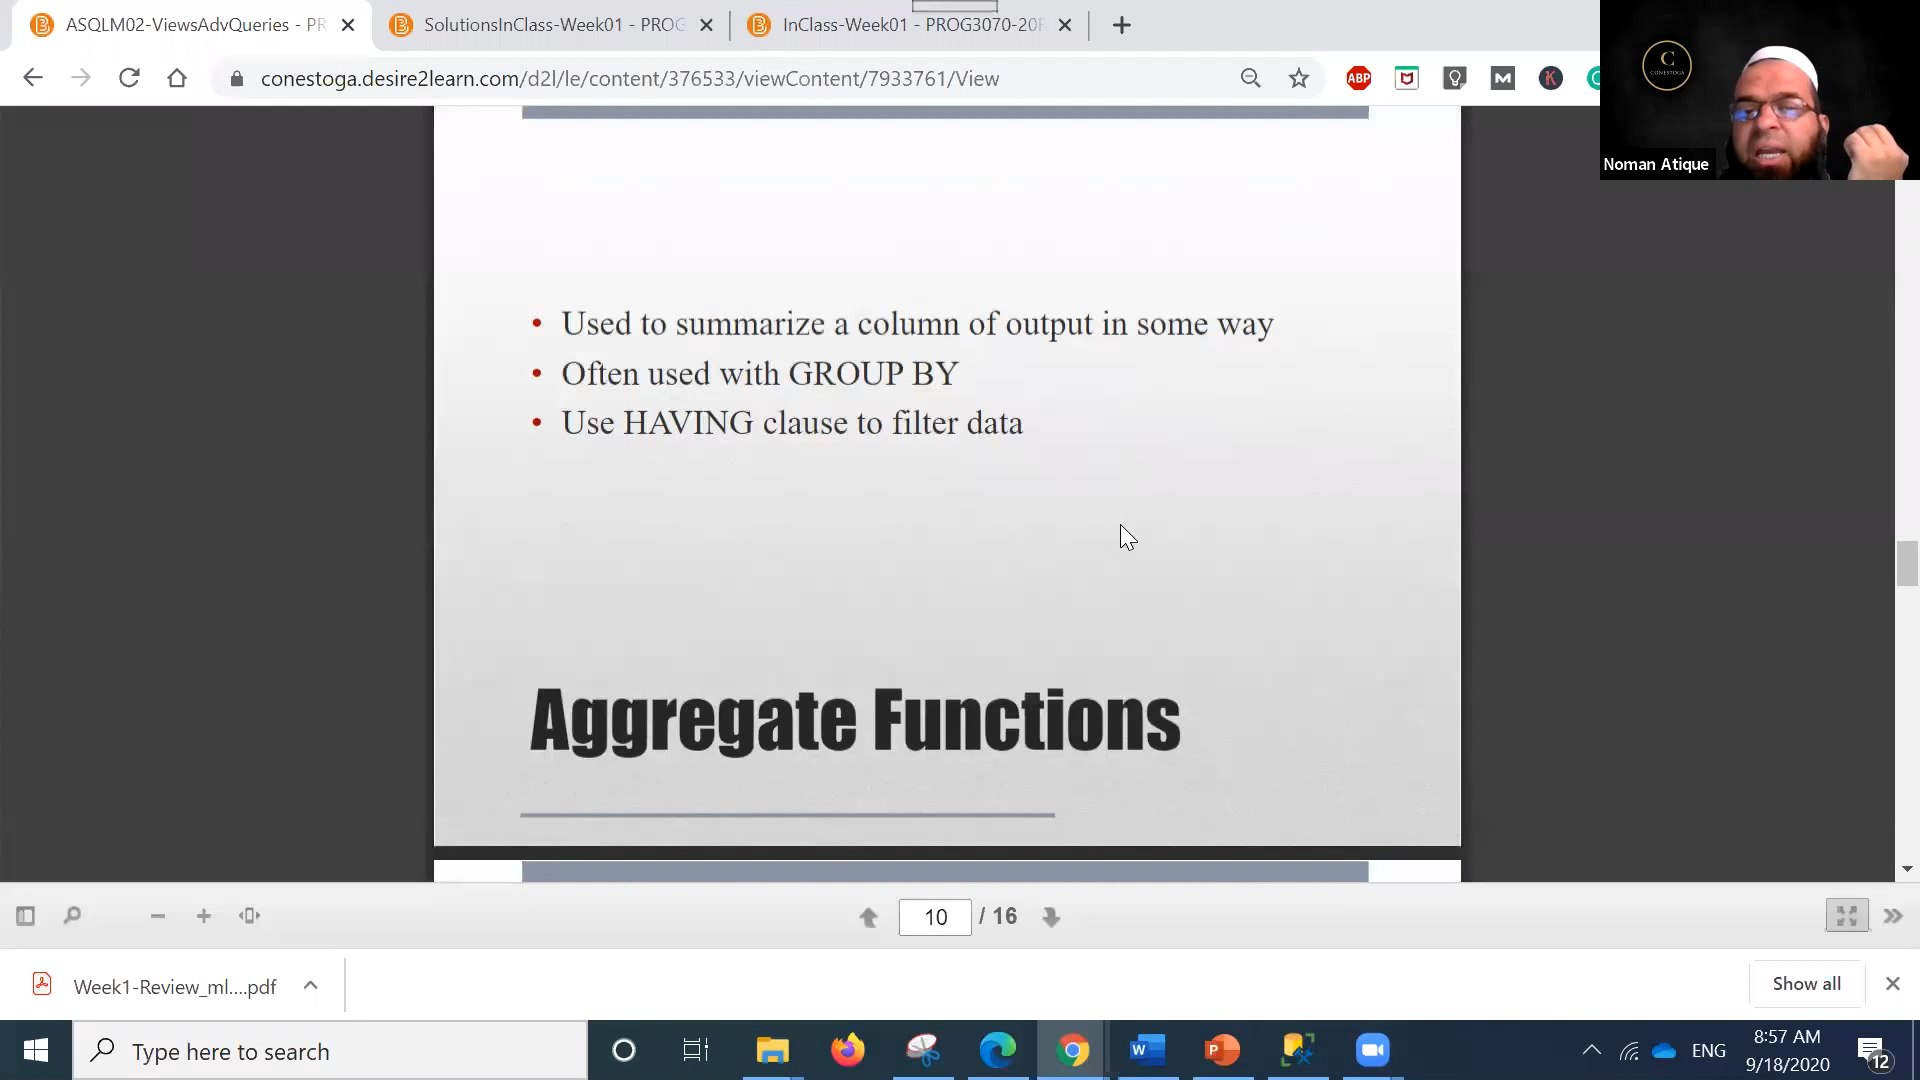 ASQLM02-ViewsAdvQueries - PR
SolutionsInClass-Week01 - PROG
InClass-Week01 - PROG3070-20F
conestoga.desire2learn.com/d2l/le/content/376533/viewContent/7933761/View
ABP
C
CONESTOGA
Noman Atique
• Used to summarize a column of output in some way
• Often used with GROUP BY
• Use HAVING clause to filter data
Aggregate Functions
10 / 16
Week1-Review_ml....pdf
Show all
Type here to search
ENG
8:57 AM
9/18/2020
12